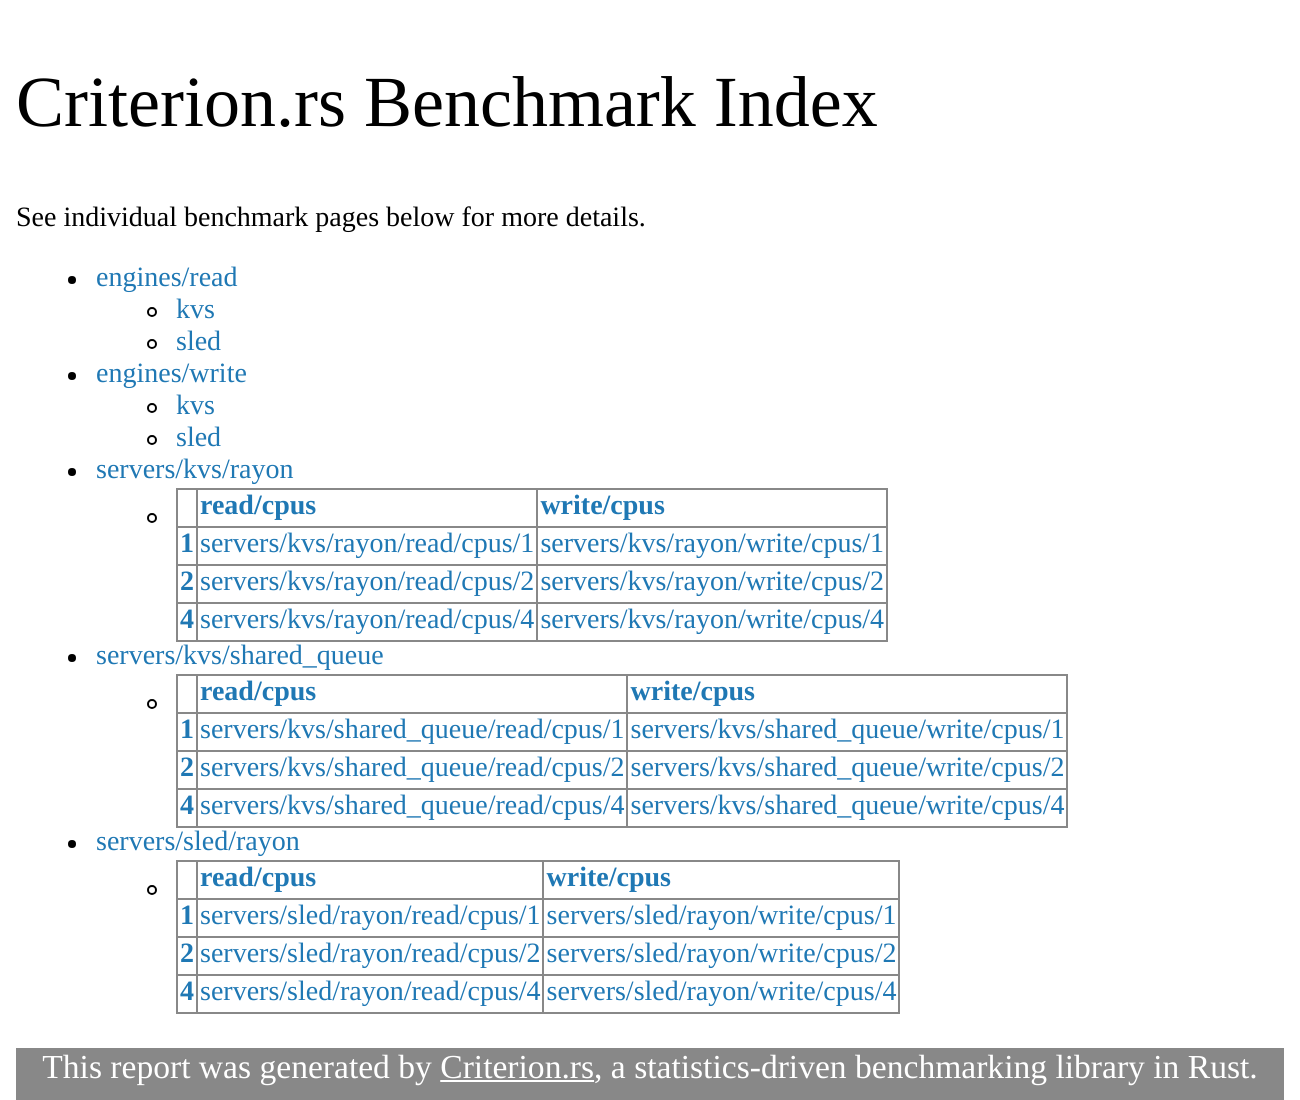 Criterion.rs Benchmark Index
See individual benchmark pages below for more details.
engines/read
kvs
sled
engines/write
kvs
sled
servers/kvs/rayon
read/cpus write/cpus
1 servers/kvs/rayon/read/cpus/1 servers/kvs/rayon/write/cpus/1
2 servers/kvs/rayon/read/cpus/2 servers/kvs/rayon/write/cpus/2
4 servers/kvs/rayon/read/cpus/4 servers/kvs/rayon/write/cpus/4
servers/kvs/shared_queue
read/cpus write/cpus
1 servers/kvs/shared_queue/read/cpus/1 servers/kvs/shared_queue/write/cpus/1
2 servers/kvs/shared_queue/read/cpus/2 servers/kvs/shared_queue/write/cpus/2
4 servers/kvs/shared_queue/read/cpus/4 servers/kvs/shared_queue/write/cpus/4
servers/sled/rayon
read/cpus write/cpus
1 servers/sled/rayon/read/cpus/1 servers/sled/rayon/write/cpus/1
2 servers/sled/rayon/read/cpus/2 servers/sled/rayon/write/cpus/2
4 servers/sled/rayon/read/cpus/4 servers/sled/rayon/write/cpus/4
This report was generated by Criterion.rs, a statistics-driven benchmarking library in Rust.